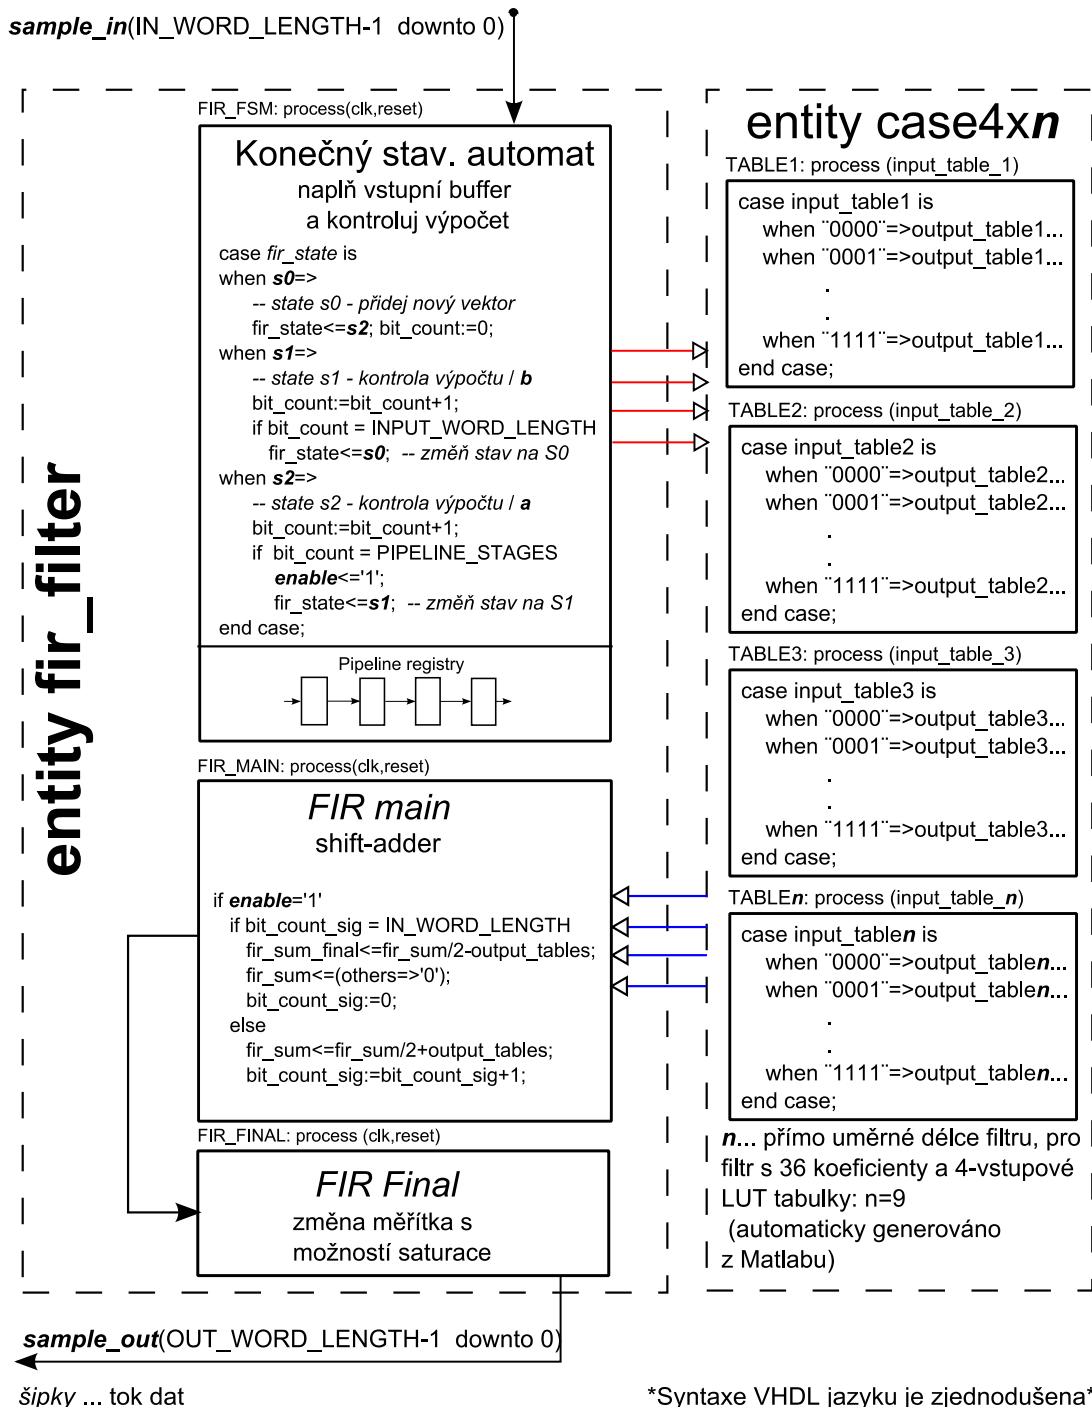 sample_in(IN_WORD_LENGTH-1 downto 0)
entity fir_filter
FIR_FSM: process(clk,reset)
Konečný stav. automat
naplň vstupní buffer
a kontroluj výpočet
case fir_state is
when s0=>
-- state s0 - přidej nový vektor
fir_state<=s2; bit_count:=0;
when s1=>
-- state s1 - kontrola výpočtu / b
bit_count:=bit_count+1;
if bit_count = INPUT_WORD_LENGTH
fir_state<=s0; -- změň stav na S0
when s2=>
-- state s2 - kontrola výpočtu / a
bit_count:=bit_count+1;
if bit_count = PIPELINE_STAGES
enable<='1';
fir_state<=s1; -- změň stav na S1
end case;
Pipeline registry
FIR_MAIN: process(clk,reset)
FIR main
shift-adder
if enable='1'
if bit_count_sig = IN_WORD_LENGTH
fir_sum_final<=fir_sum/2-output_tables;
fir_sum<=(others=>'0');
bit_count_sig:=0;
else
fir_sum<=fir_sum/2+output_tables;
bit_count_sig:=bit_count_sig+1;
FIR_FINAL: process (clk,reset)
FIR Final
změna měřítka s
možností saturace
entity case4xn
TABLE1: process (input_table_1)
case input_table1 is
when ¨0000¨=>output_table1...
when ¨0001¨=>output_table1...
.
.
when ¨1111¨=>output_table1...
end case;
TABLE2: process (input_table_2)
case input_table2 is
when ¨0000¨=>output_table2...
when ¨0001¨=>output_table2...
.
.
when ¨1111¨=>output_table2...
end case;
TABLE3: process (input_table_3)
case input_table3 is
when ¨0000¨=>output_table3...
when ¨0001¨=>output_table3...
.
.
when ¨1111¨=>output_table3...
end case;
TABLEn: process (input_table_n)
case input_tablen is
when ¨0000¨=>output_tablen...
when ¨0001¨=>output_tablen...
.
.
when ¨1111¨=>output_tablen...
end case;
n... přímo uměrné délce filtru, pro
filtr s 36 koeficienty a 4-vstupové
LUT tabulky: n=9
(automaticky generováno
z Matlabu)
sample_out(OUT_WORD_LENGTH-1 downto 0)
šipky ... tok dat
*Syntaxe VHDL jazyku je zjednodušena*